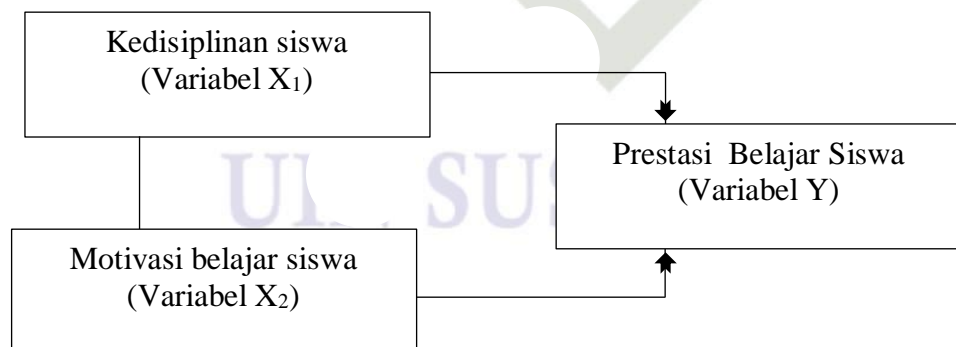 Kedisiplinan siswa
(Variabel X₁)
Prestasi Belajar Siswa
(Variabel Y)
Motivasi belajar siswa
(Variabel X₂)